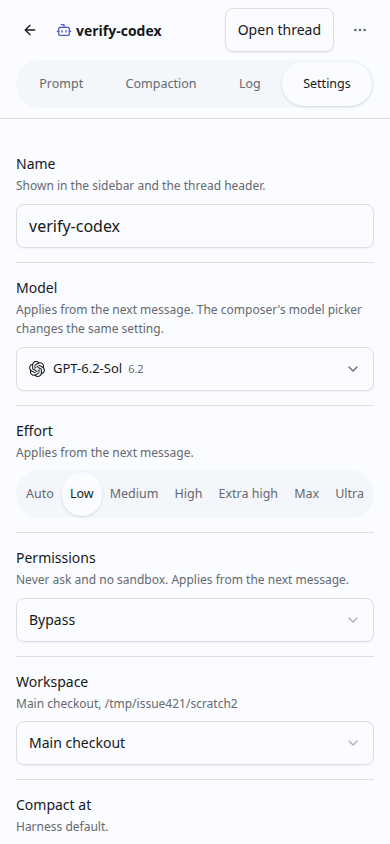 verify-codex
Open thread
Prompt
Compaction
Log
Settings
Name
Shown in the sidebar and the thread header.
verify-codex
Model
Applies from the next message. The composer's model picker
changes the same setting.
GPT-6.2-Sol 6.2
Effort
Applies from the next message.
Auto
Low
Medium
High
Extra high
Max
Ultra
Permissions
Never ask and no sandbox. Applies from the next message.
Bypass
Workspace
Main checkout, /tmp/issue421/scratch2
Main checkout
Compact at
Harness default.